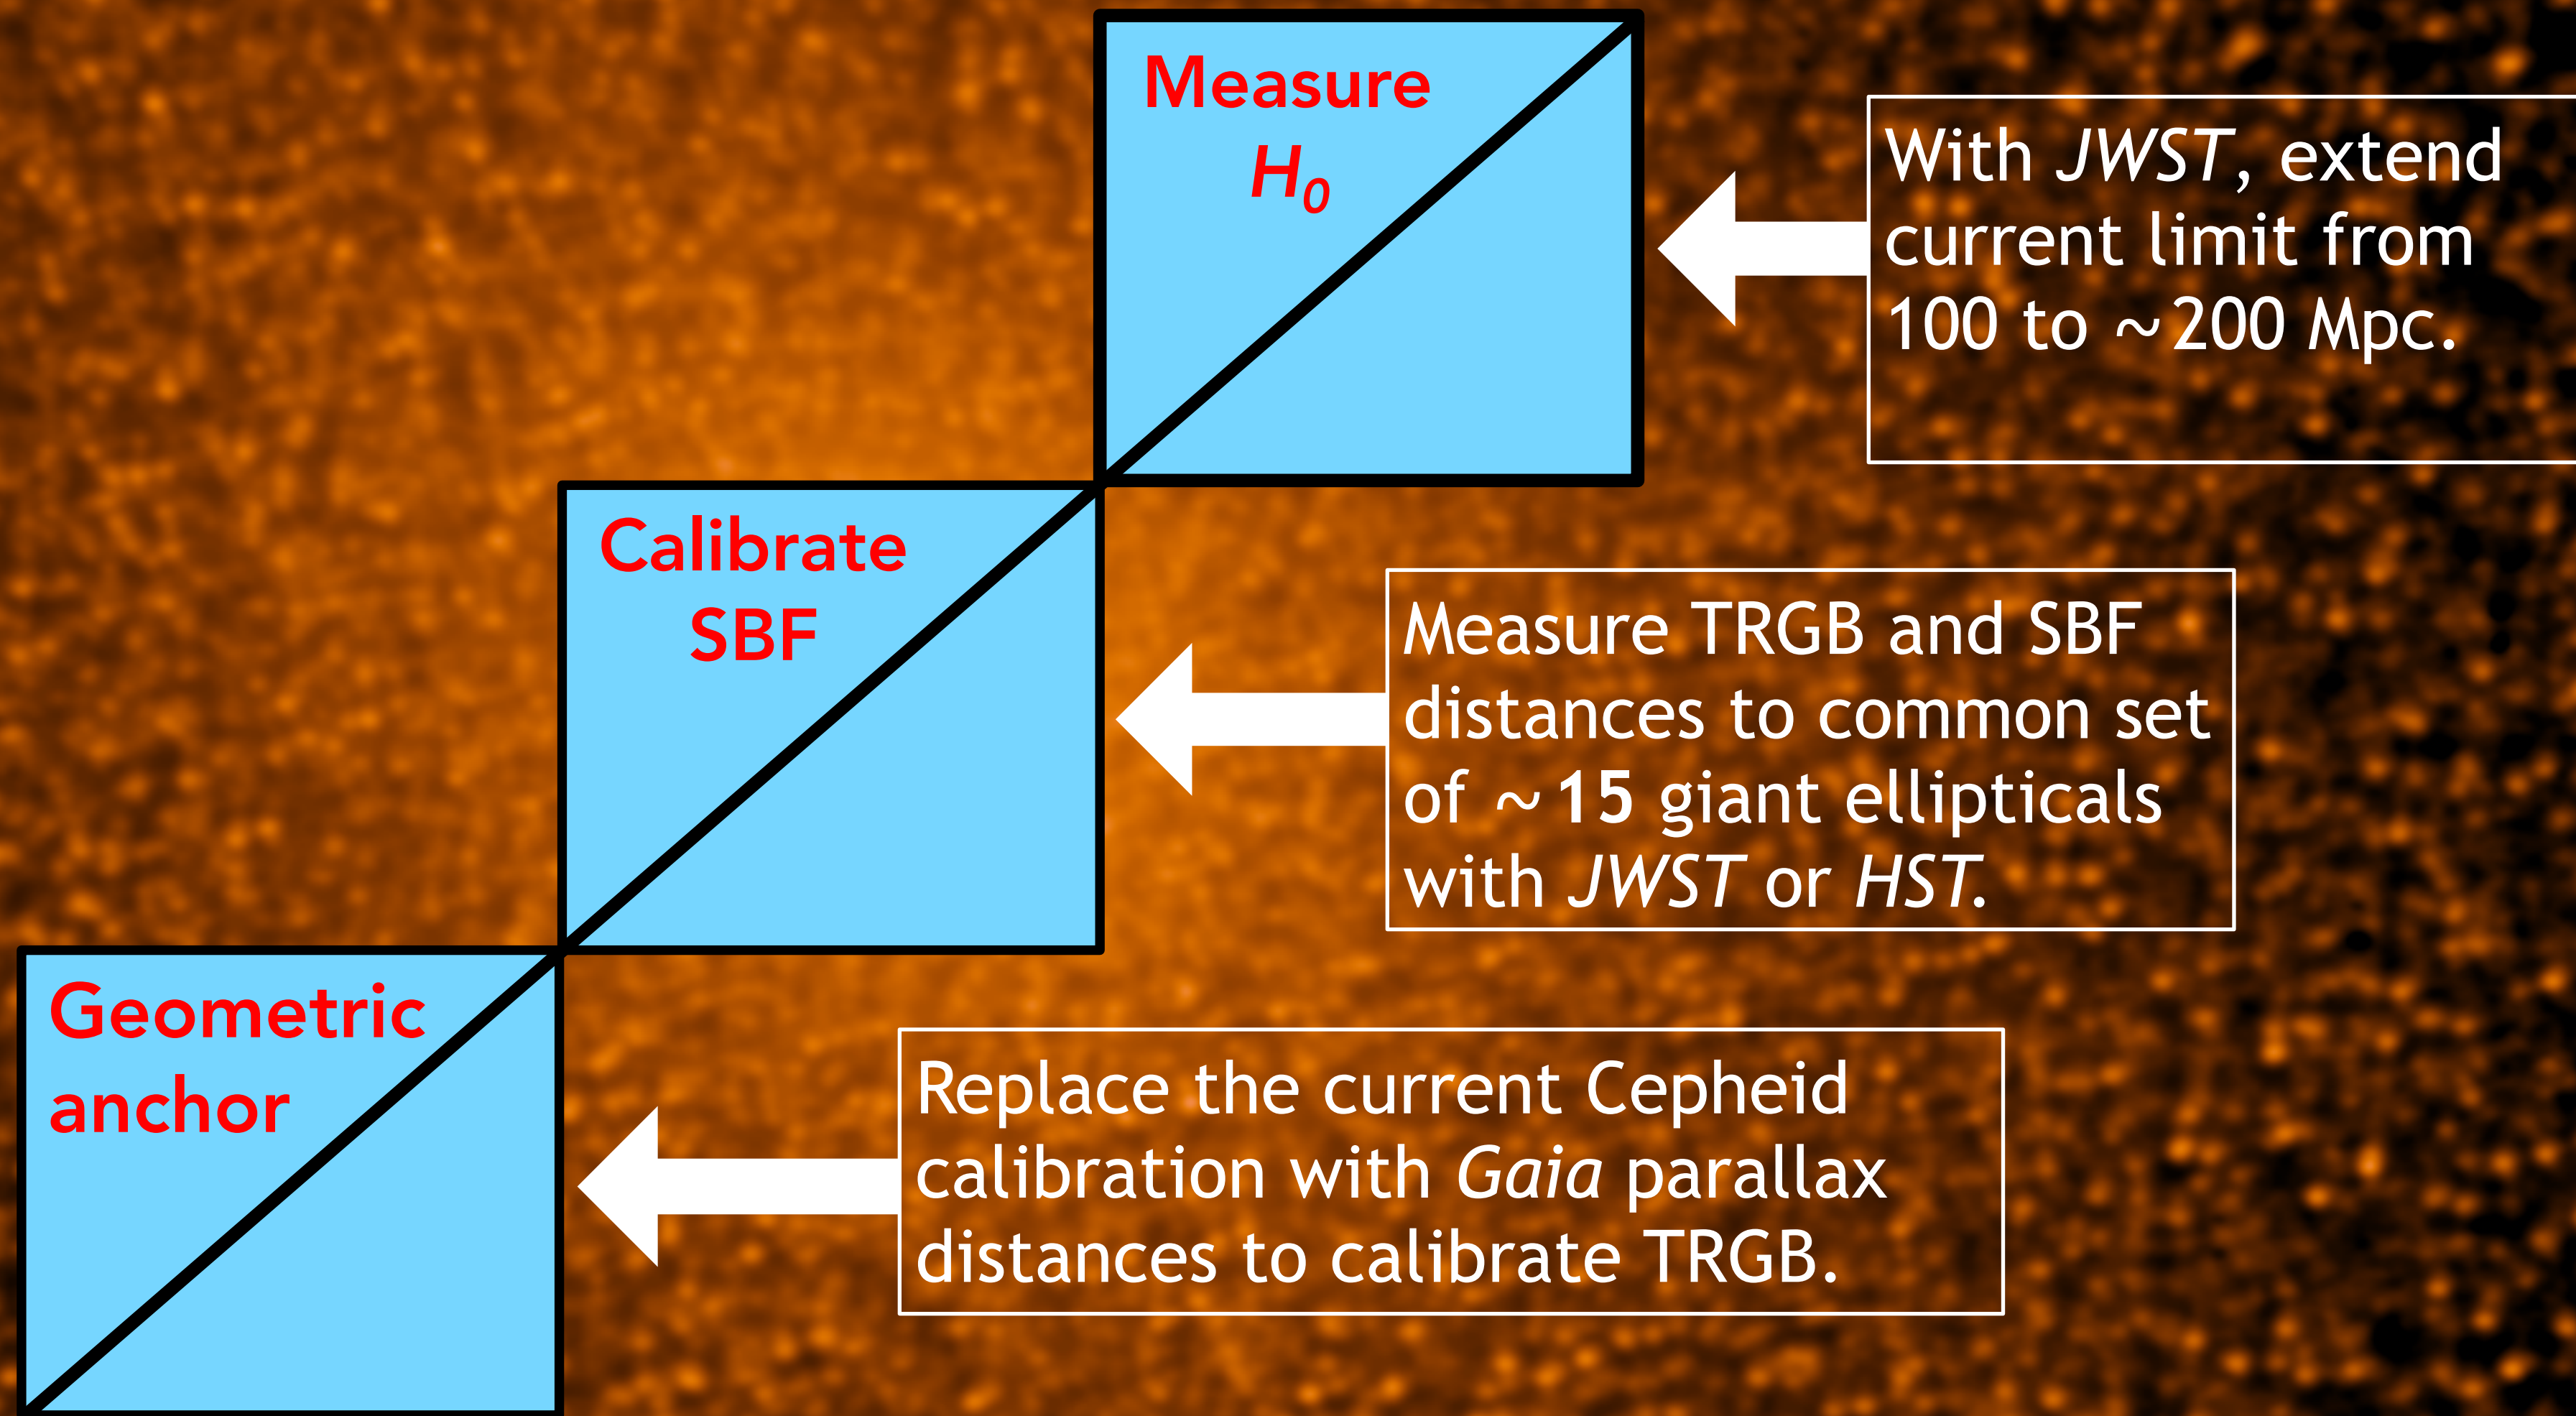 Measure
H₀
With JWST, extend
current limit from
100 to ~200 Mpc.
Calibrate
SBF
Measure TRGB and SBF
distances to common set
of ~15 giant ellipticals
with JWST or HST.
Geometric
anchor
Replace the current Cepheid
calibration with Gaia parallax
distances to calibrate TRGB.